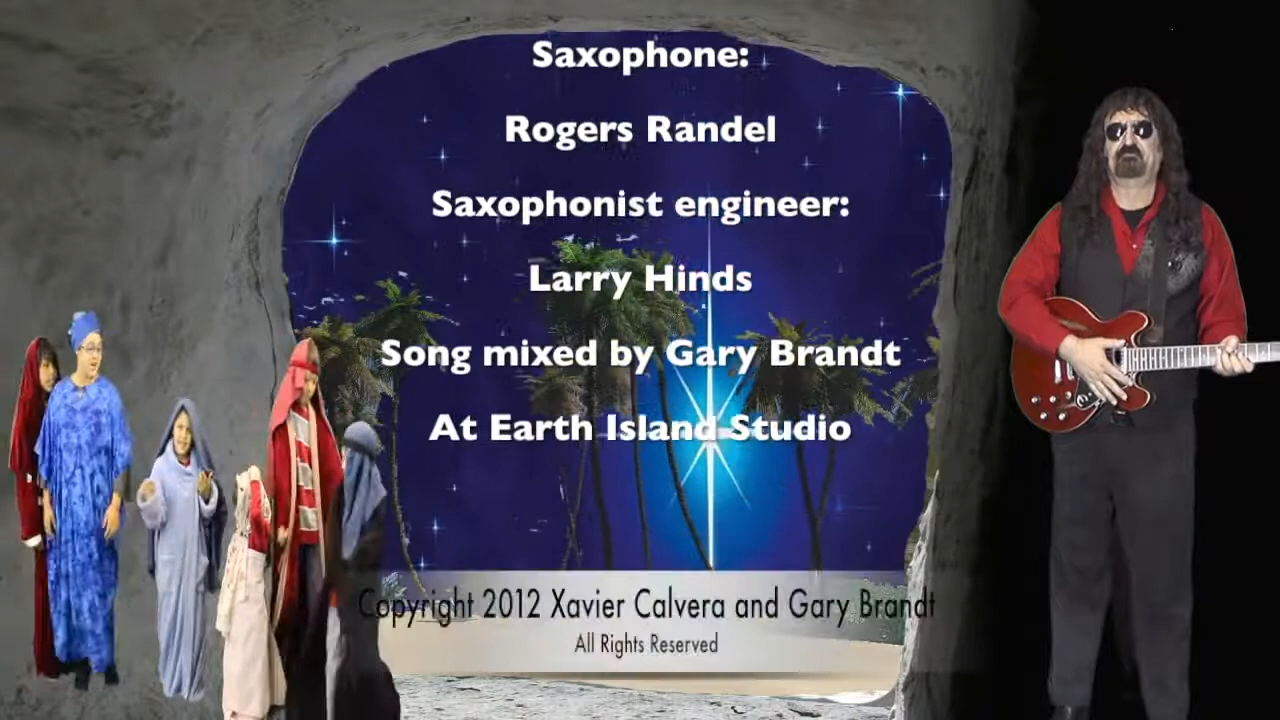 Saxophone:
Rogers Randel
Saxophonist engineer:
Larry Hinds
Song mixed by Gary Brandt
At Earth Island Studio
Copyright 2012 Xavier Calvera and Gary Brandt
All Rights Reserved